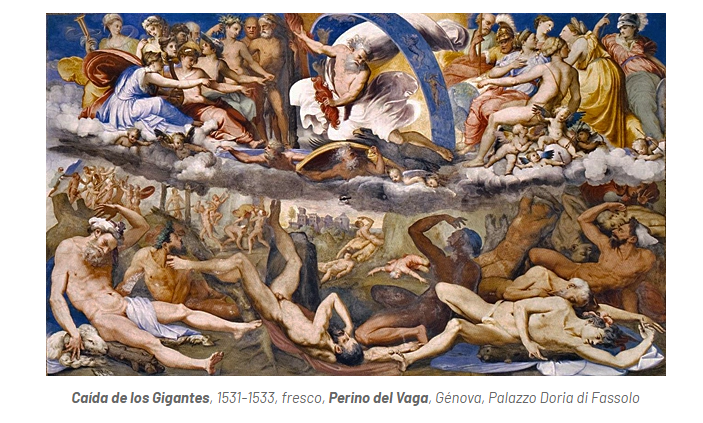 Caída de los Gigantes, 1531-1533, fresco, Perino del Vaga, Génova, Palazzo Doria di Fassolo